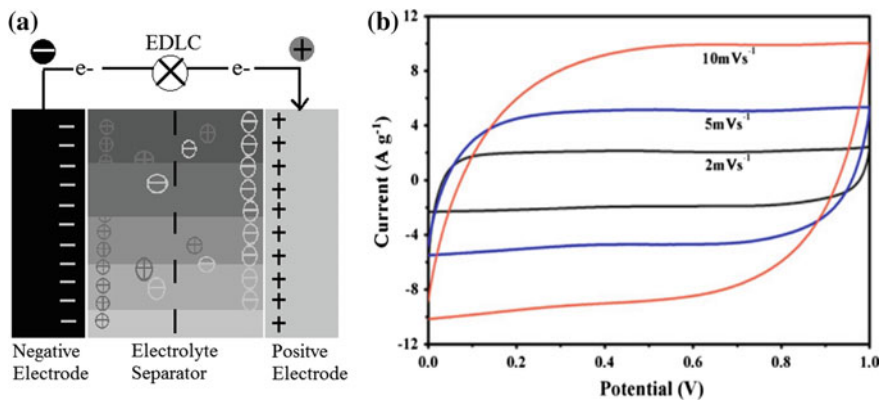 (a)
EDLC
e-
e-
Negative
Electrode
Electrolyte
Separator
Positve
Electrode
(b)
Current (A g⁻¹)
12
8
4
0
-4
-8
-12
10mVs⁻¹
5mVs⁻¹
2mVs⁻¹
0.0 0.2 0.4 0.6 0.8 1.0
Potential (V)